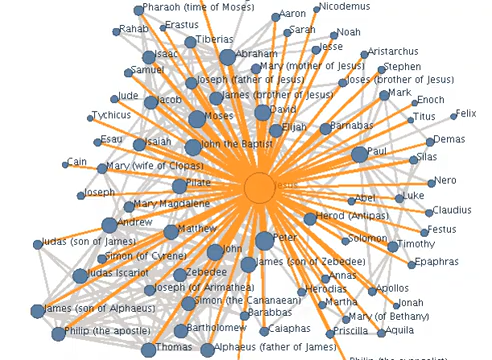 Pharaoh (time of Moses)
Nicodemus
Aaron
Rahab
Erastus
Sarah
Noah
Tiberias
Jesse
Isaac
Abraham
Aristarchus
Samuel
Mary (mother of Jesus)
Stephen
Joseph (father of Jesus)
Joses (brother of Jesus)
Jude
Jacob
James (brother of Jesus)
Mark
Enoch
Tychicus
Moses
David
Titus
Felix
Elijah
Barnabas
Esau
Isaiah
John the Baptist
Demas
Cain
Mary (wife of Clopas)
Paul
Silas
Pilate
Nero
Joseph
Abel
Luke
Mary Magdalene
Claudius
Andrew
Matthew
Herod (Antipas)
Festus
Judas (son of James)
Peter
Solomon
Timothy
Simon (of Cyrene)
John
James (son of Zebedee)
Epaphras
Judas Iscariot
Zebedee
Annas
Joseph (of Arimathea)
Herodias
Apollos
James (son of Alphaeus)
Simon (the Cananaean)
Martha
Jonah
Barabbas
Mary (of Bethany)
Philip (the apostle)
Bartholomew
Caiaphas
Priscilla
Aquila
Thomas
Alphaeus (father of James)